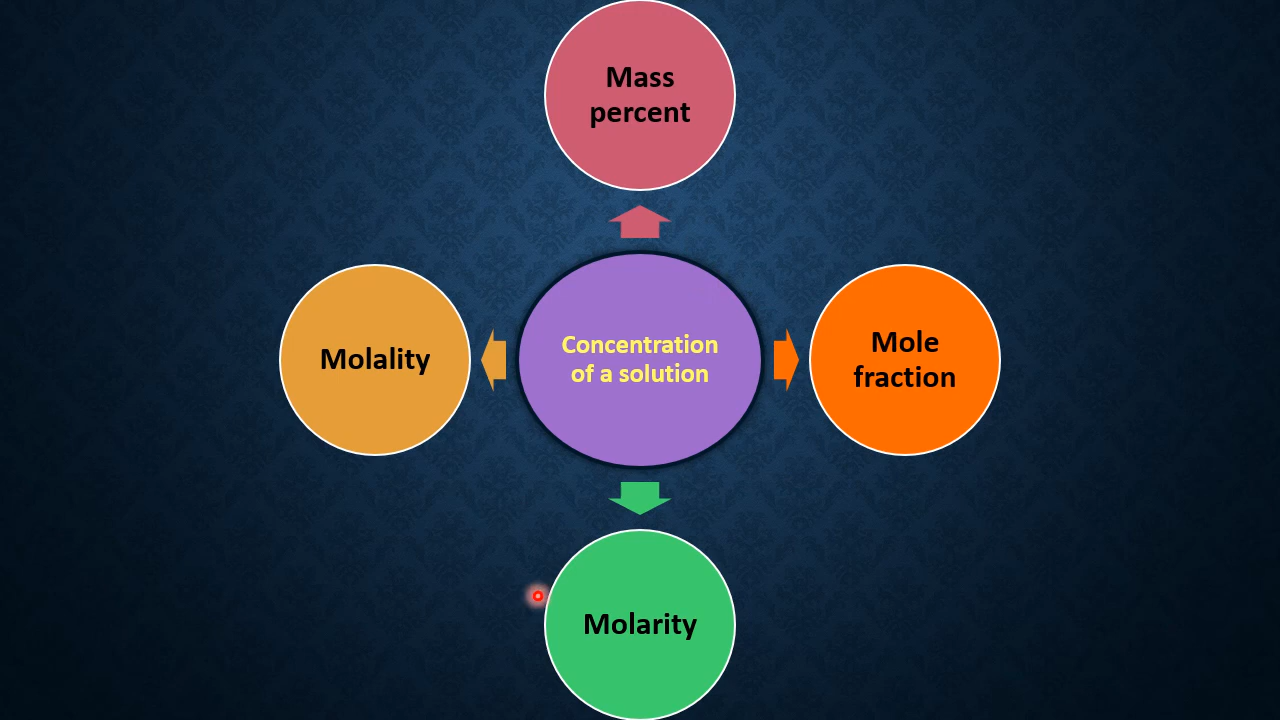 Mass
percent
Molality
Concentration
of a solution
Mole
fraction
Molarity